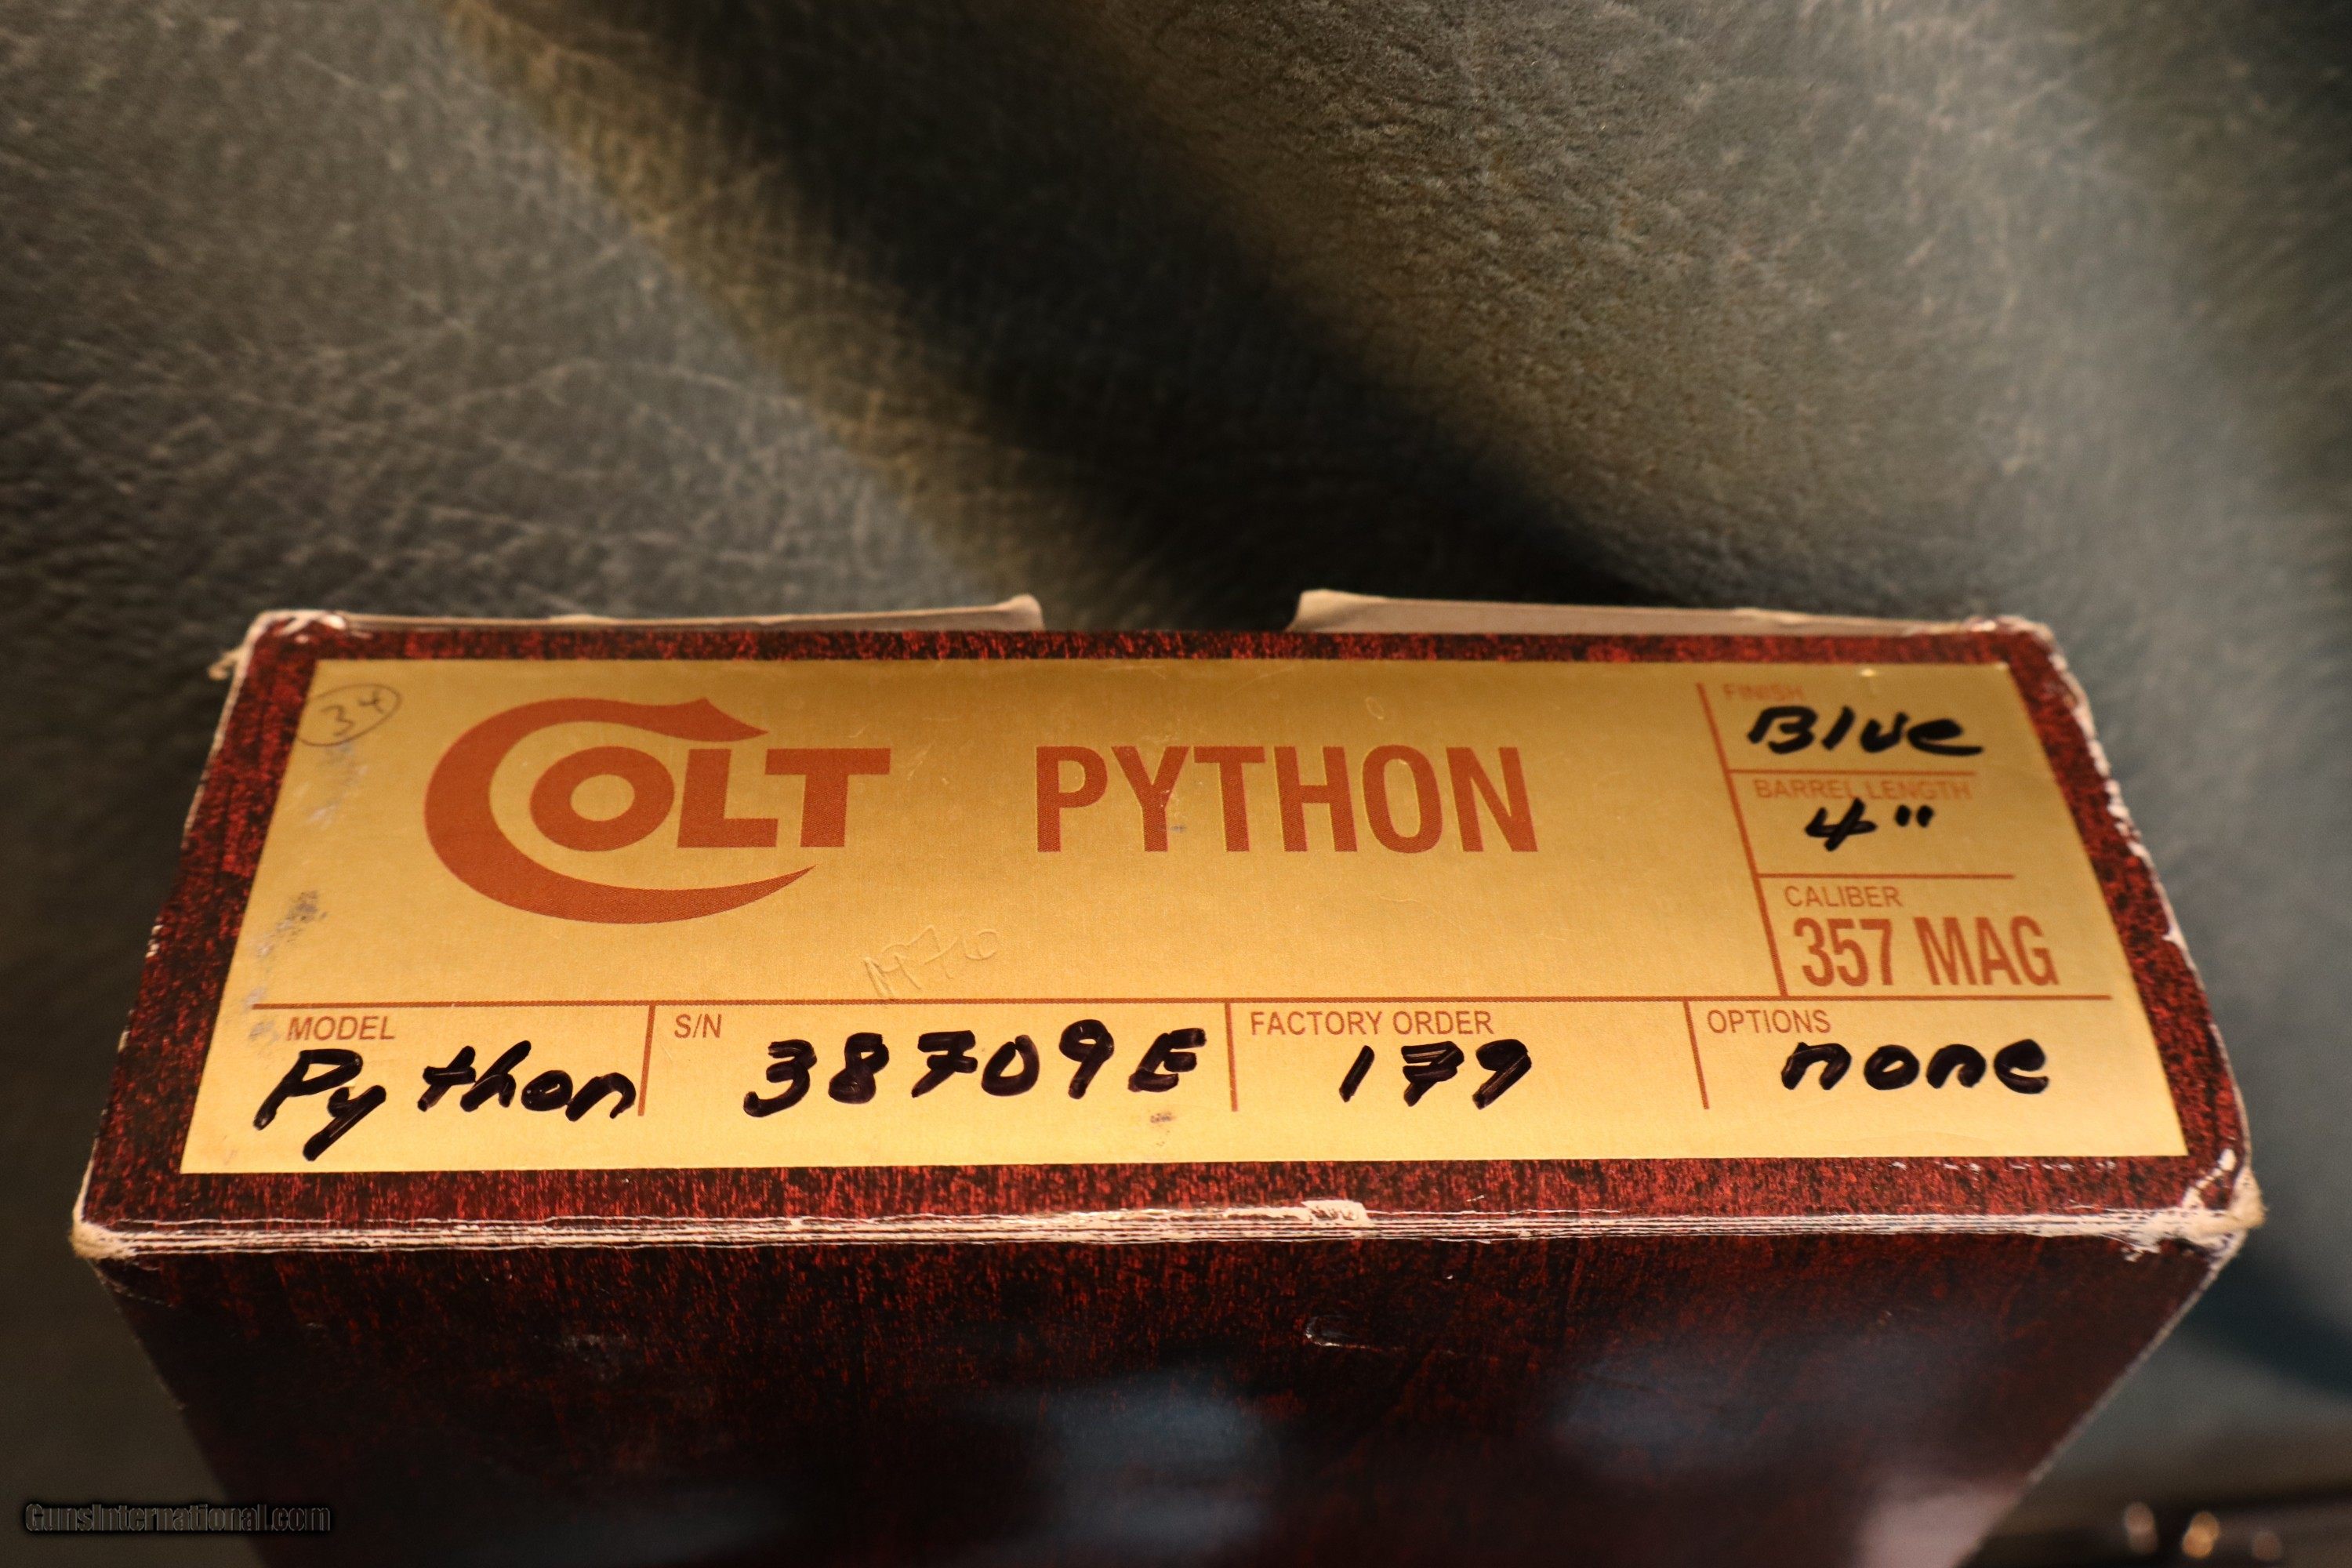 34
COLT PYTHON
FINISH
Blue
BARREL LENGTH
4"
CALIBER
357 MAG
MODEL
Python
S/N
38709E
FACTORY ORDER
179
OPTIONS
none
GunsInternational.com